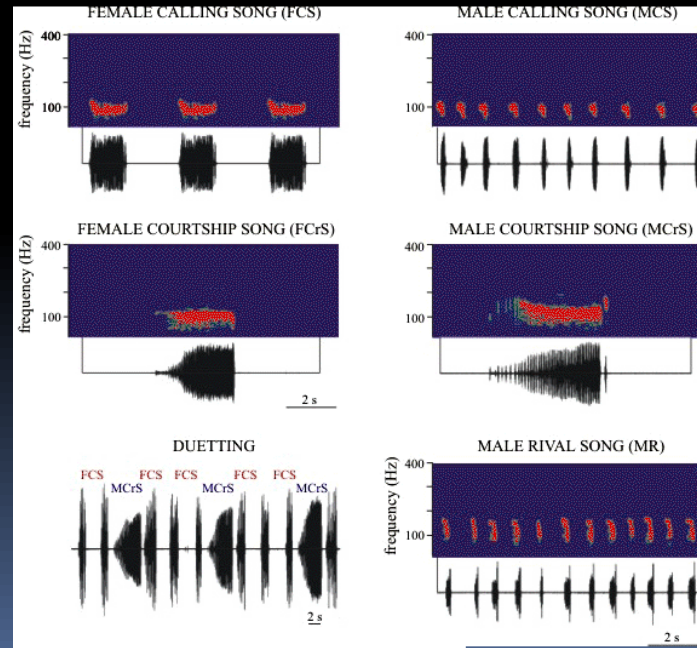 FEMALE CALLING SONG (FCS)
400
100
frequency (Hz)
MALE CALLING SONG (MCS)
400
100
FEMALE COURTSHIP SONG (FCrS)
400
100
2 s
MALE COURTSHIP SONG (MCrS)
400
100
DUETTING
FCS FCS FCS FCS FCS
MCrS MCrS MCrS
2 s
MALE RIVAL SONG (MR)
400
100
frequency (Hz)
2 s